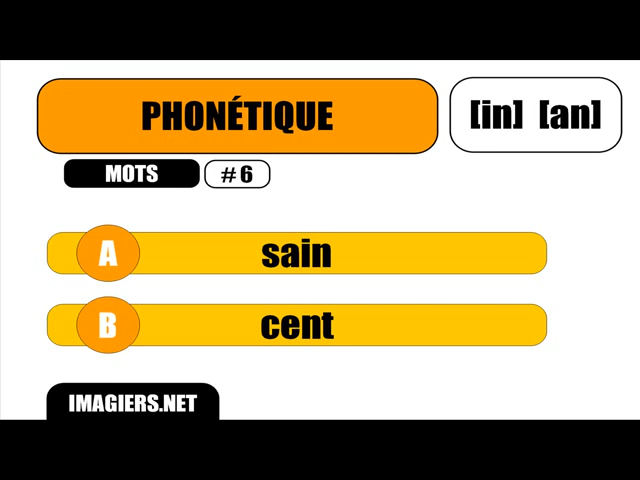 PHONÉTIQUE
[in] [an]
MOTS
#6
A sain
B cent
IMAGIERS.NET